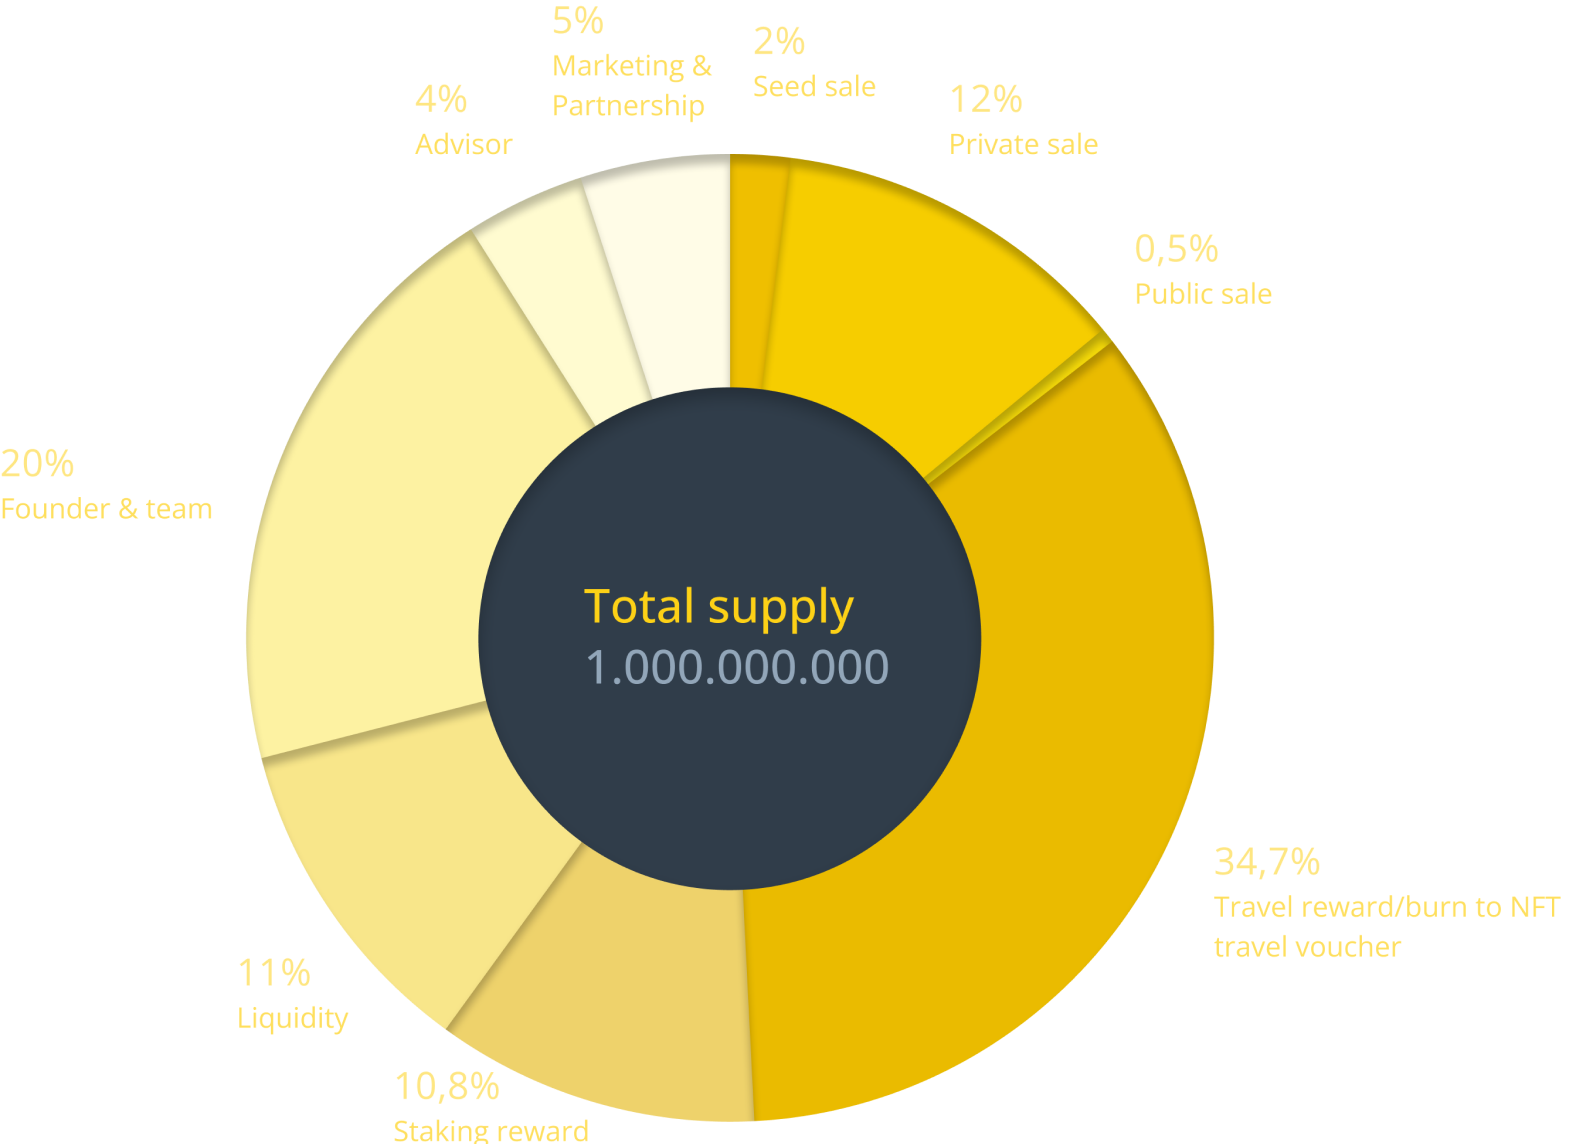 5%
Marketing &
Partnership
2%
Seed sale
4%
Advisor
12%
Private sale
0,5%
Public sale
20%
Founder & team
Total supply
1.000.000.000
34,7%
Travel reward/burn to NFT
travel voucher
11%
Liquidity
10,8%
Staking reward